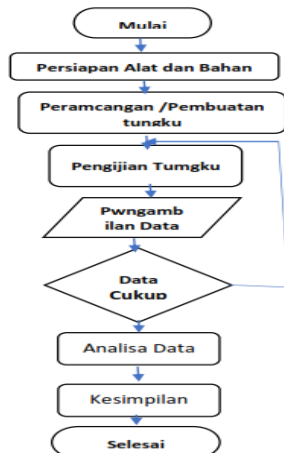 Mulai
Persiapan Alat dan Bahan
Peramcangan /Pembuatan
tungku
Pengijian Tumgku
Pwngamb
ilan Data
Data
Cukup
Analisa Data
Kesimpilan
Selesai